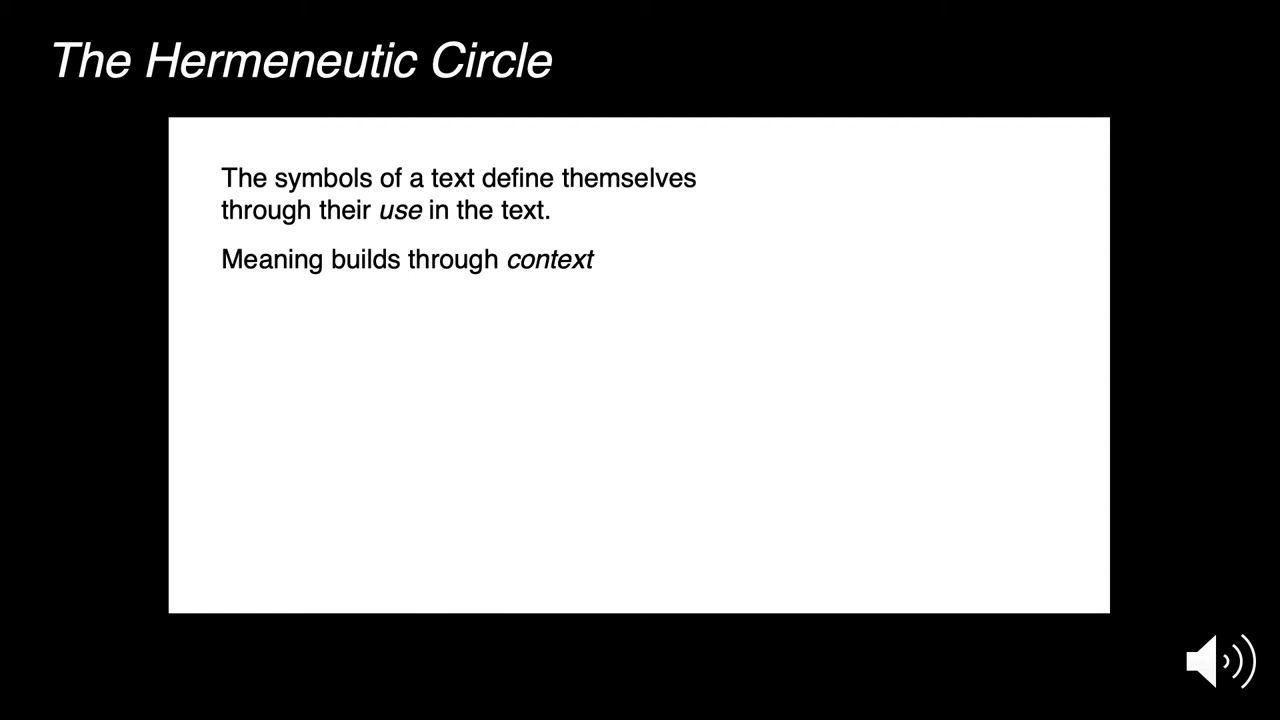 The Hermeneutic Circle
The symbols of a text define themselves
through their use in the text.
Meaning builds through context